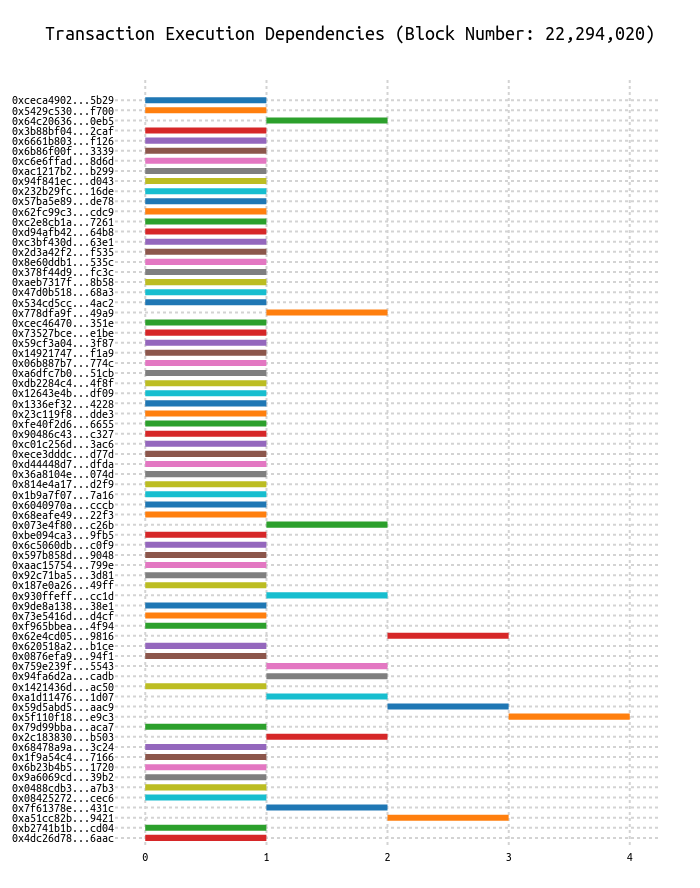 Transaction Execution Dependencies (Block Number: 22,294,020)
0xceca4902...5b29
0x5429c530...f700
0x64c20636...0eb5
0x3b88bf04...2caf
0x6661b803...f126
0x6b86f00f...3339
0xc6e6ffad...8d6d
0xac1217b2...b299
0x94f841ec...d043
0x232b29fc...16de
0x57ba5e89...de78
0x62fc99c3...cdc9
0xc2e8cb1a...7261
0xd94afb42...64b8
0xc3bf430d...63e1
0x2d3a42f2...f535
0x8e60ddb1...535c
0x378f44d9...fc3c
0xaeb7317f...8b58
0x47d0b518...68a3
0x534cd5cc...4ac2
0x778dfa9f...49a9
0xcec46470...351e
0x73527bce...e1be
0x59cf3a04...3f87
0x14921747...f1a9
0x06b887b7...774c
0xa6dfc7b0...51cb
0xdb2284c4...4f8f
0x12643e4b...df09
0x1336ef32...4228
0x23c119f8...dde3
0xfe40f2d6...6655
0x90486c43...c327
0xc01c256d...3ac6
0xece3dddc...d77d
0xd44448d7...dfda
0x36a8104e...074d
0x814e4a17...d2f9
0x1b9a7f07...7a16
0x6040970a...cccb
0x68eafe49...22f3
0x073e4f80...c26b
0xbe094ca3...9fb5
0x6c5060db...c0f9
0x597b858d...9048
0xaac15754...799e
0x92c71ba5...3d81
0x187e0a26...49ff
0x930ffeff...cc1d
0x9de8a138...38e1
0x73e5416d...d4cf
0xf965bbea...4f94
0x62e4cd05...9816
0x620518a2...b1ce
0x0876efa9...94f1
0x759e239f...5543
0x94fa6d2a...cadb
0x1421436d...ac50
0xa1d11476...1d07
0x59d5abd5...aac9
0x5f110f18...e9c3
0x79d99bba...aca7
0x2c183830...b503
0x68478a9a...3c24
0x1f9a54c4...7166
0x6b23b4b5...1720
0x9a6069cd...39b2
0x0488cdb3...a7b3
0x08425272...cec6
0x7f61378e...431c
0xa51cc82b...9421
0xb2741b1b...cd04
0x4dc26d78...6aac
0 1 2 3 4